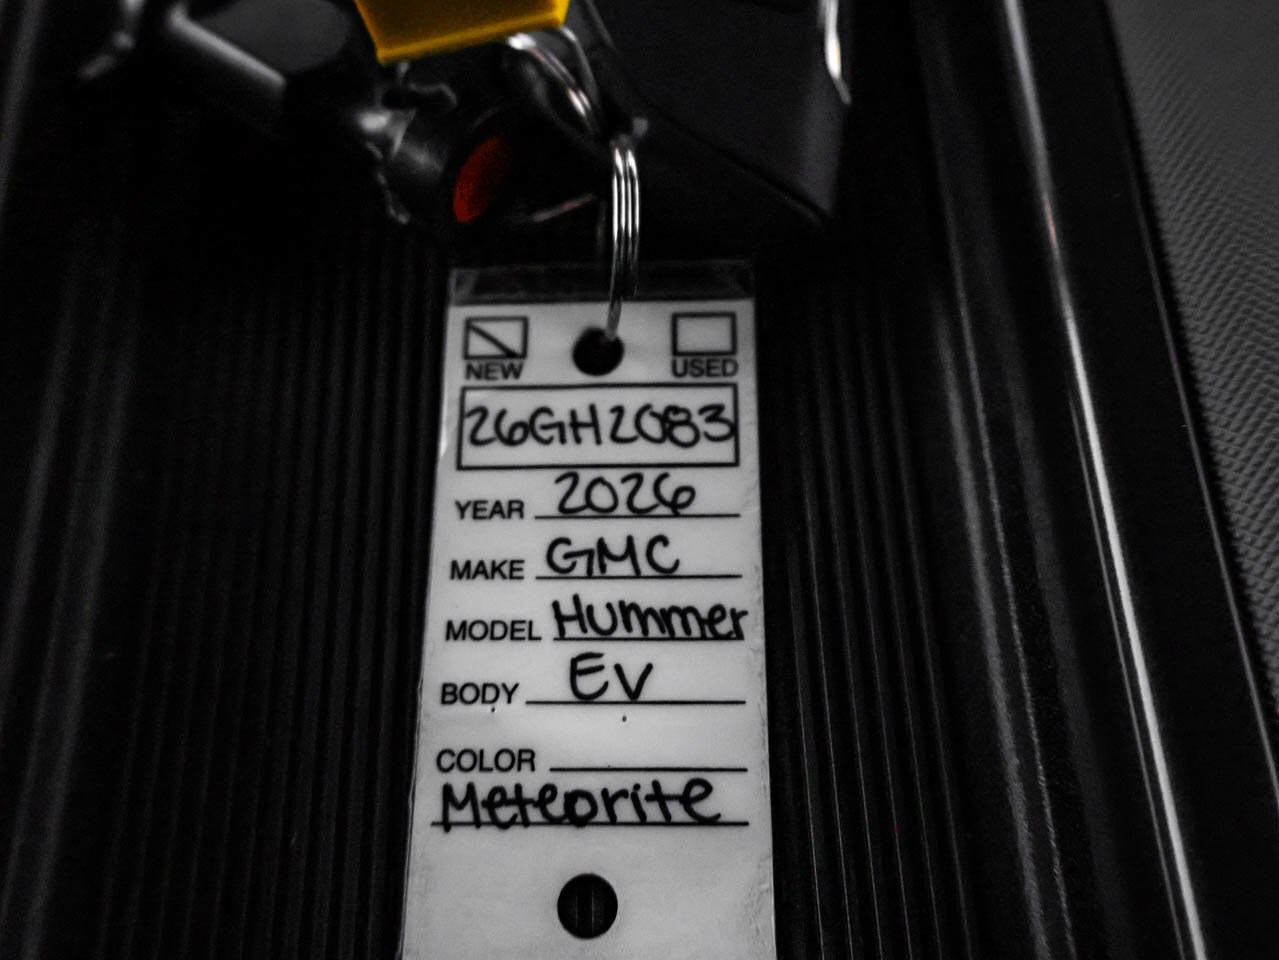 NEW USED
26GH2083
YEAR 2026
MAKE GMC
MODEL Hummer
BODY EV
COLOR
Meteorite